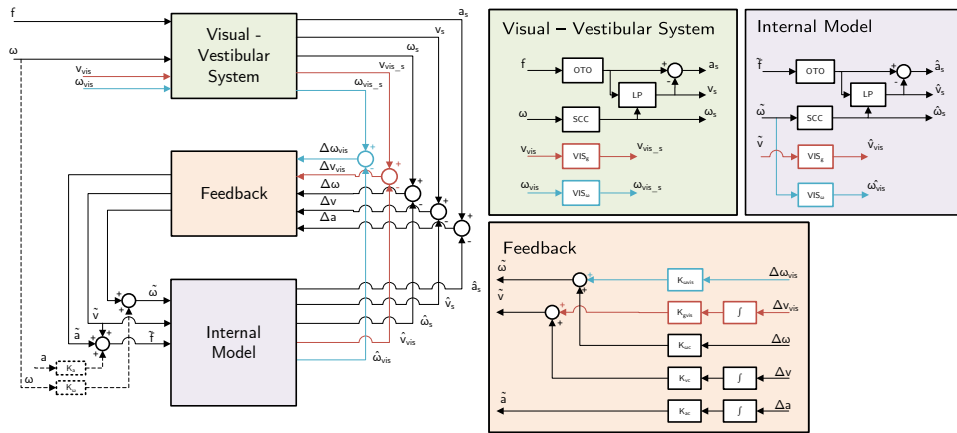 f
ω
v_vis
ω_vis
Visual -
Vestibular
System
a_s
v_s
ω_s
v_vis_s
ω_vis_s
+
+
+
+
+
-
-
-
-
-
Feedback
Δω_vis
Δv_vis
Δω
Δv
Δa
Internal
Model
ω̃
ṽ
ã
f̃
+
+
+
+
+
a
K_a
ω
K_ω
â_s
v̂_s
ω̂_s
v̂_vis
ω̂_vis
Visual – Vestibular System
f
OTO
+
-
a_s
LP
v_s
ω
SCC
ω_s
v_vis
VIS_g
v_vis_s
ω_vis
VIS_ω
ω_vis_s
Internal Model
f̃
OTO
+
-
â_s
LP
v̂_s
ω̃
SCC
ω̂_s
ṽ
VIS_g
v̂_vis
VIS_ω
ω̂_vis
Feedback
ω̃
+
+
K_ωvis
Δω_vis
ṽ
+
+
K_gvis
∫
Δv_vis
K_ωc
Δω
K_vc
∫
Δv
ã
K_ac
∫
Δa